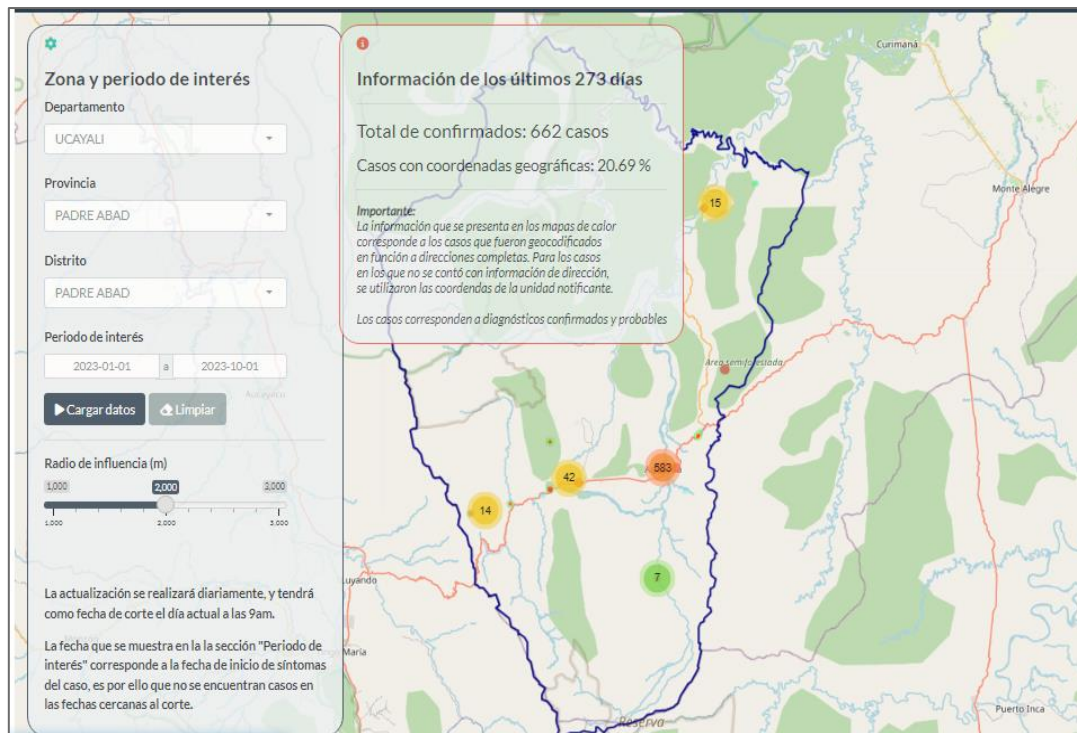 Zona y periodo de interés
Departamento
UCAYALI
Provincia
PADRE ABAD
Distrito
PADRE ABAD
Periodo de interés
2023-01-01 a 2023-10-01
Cargar datos Limpiar
Radio de influencia (m)
1,000 2,000 3,000
1,000 2,000 3,000
La actualización se realizará diariamente, y tendrá
como fecha de corte el día actual a las 9am.
La fecha que se muestra en la la sección "Periodo de
interés" corresponde a la fecha de inicio de síntomas
del caso, es por ello que no se encuentran casos en
las fechas cercanas al corte.
Información de los últimos 273 días
Total de confirmados: 662 casos
Casos con coordenadas geográficas: 20.69 %
Importante:
La información que se presenta en los mapas de calor
corresponde a los casos que fueron geocodificados
en función a direcciones completas. Para los casos
en los que no se contó con información de dirección,
se utilizaron las coordendas de la unidad notificante.
Los casos corresponden a diagnósticos confirmados y probables
Curimaná
Monte Alegre
15
Area semiforestada
583
42
14
7
Luyando
María
Reserva
Puerto Inca